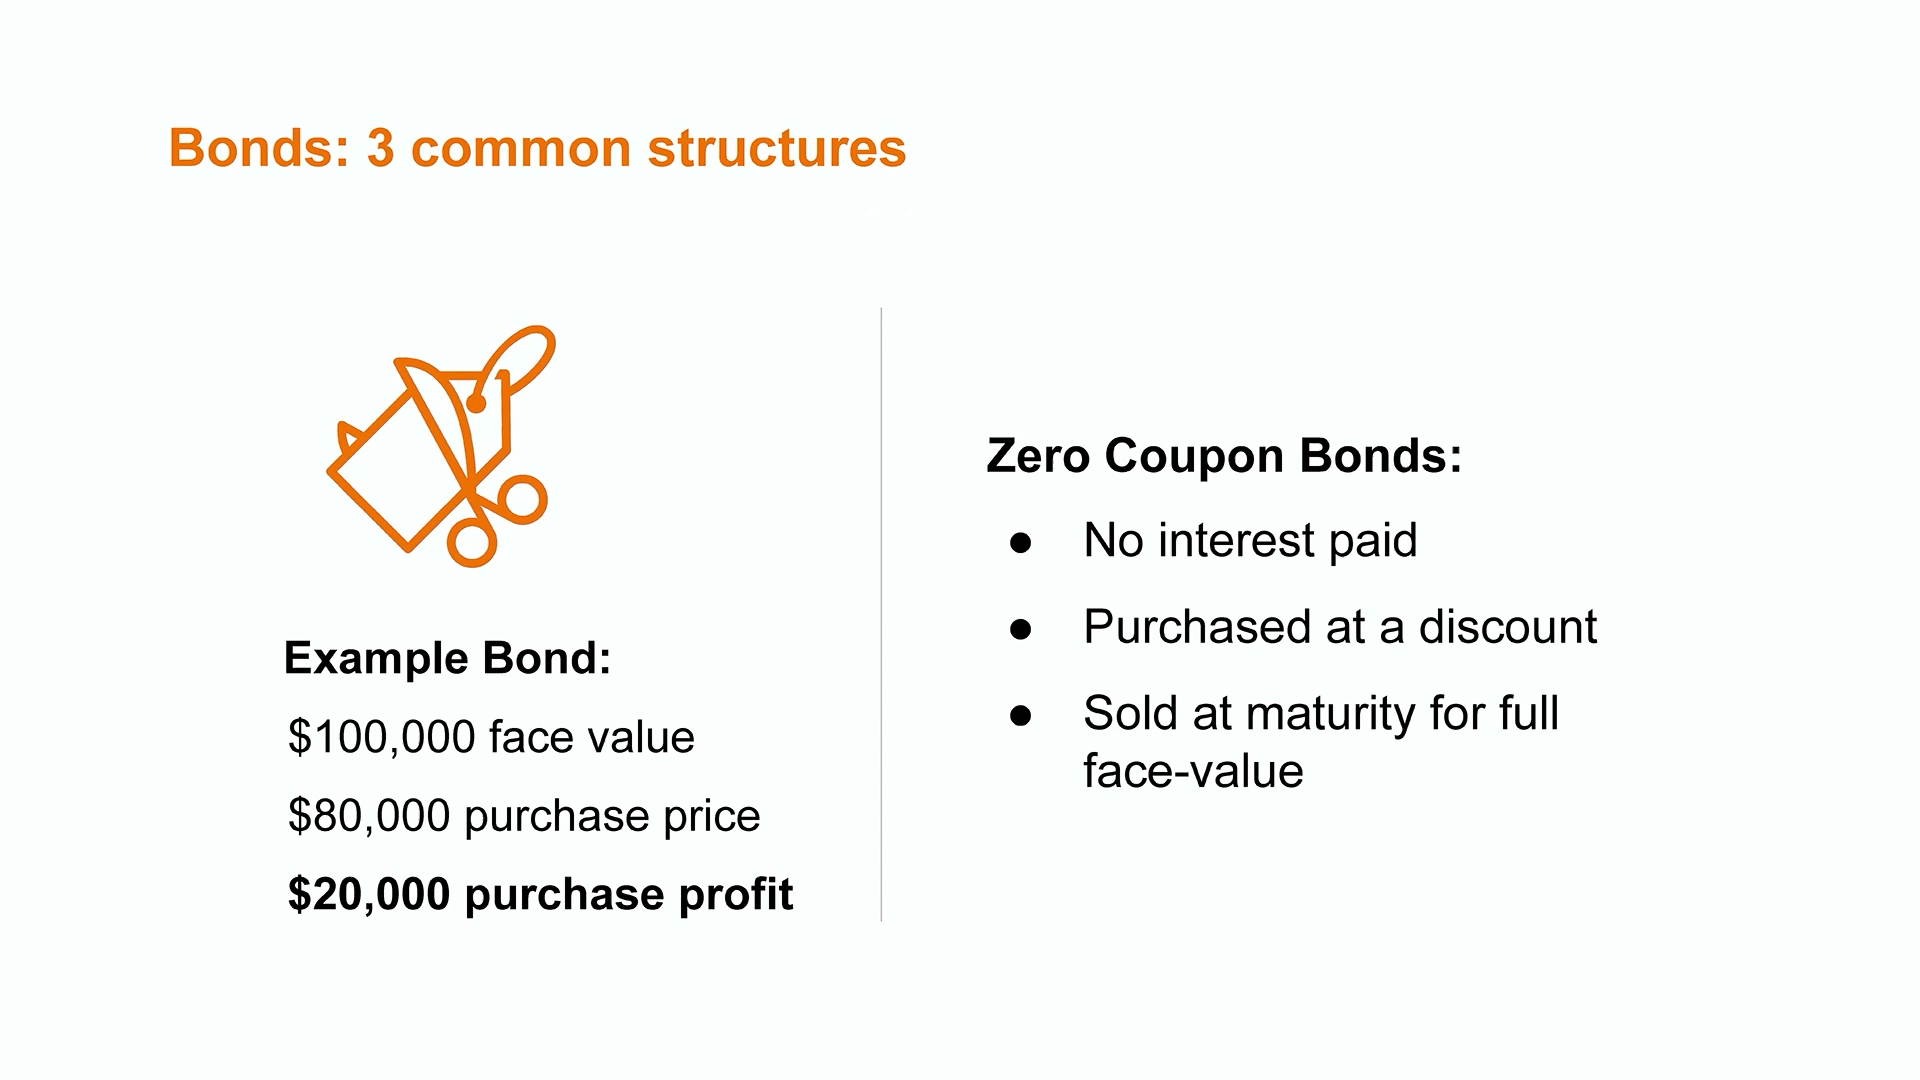 Bonds: 3 common structures
Example Bond:
$100,000 face value
$80,000 purchase price
$20,000 purchase profit
Zero Coupon Bonds:
● No interest paid
● Purchased at a discount
● Sold at maturity for full
face-value